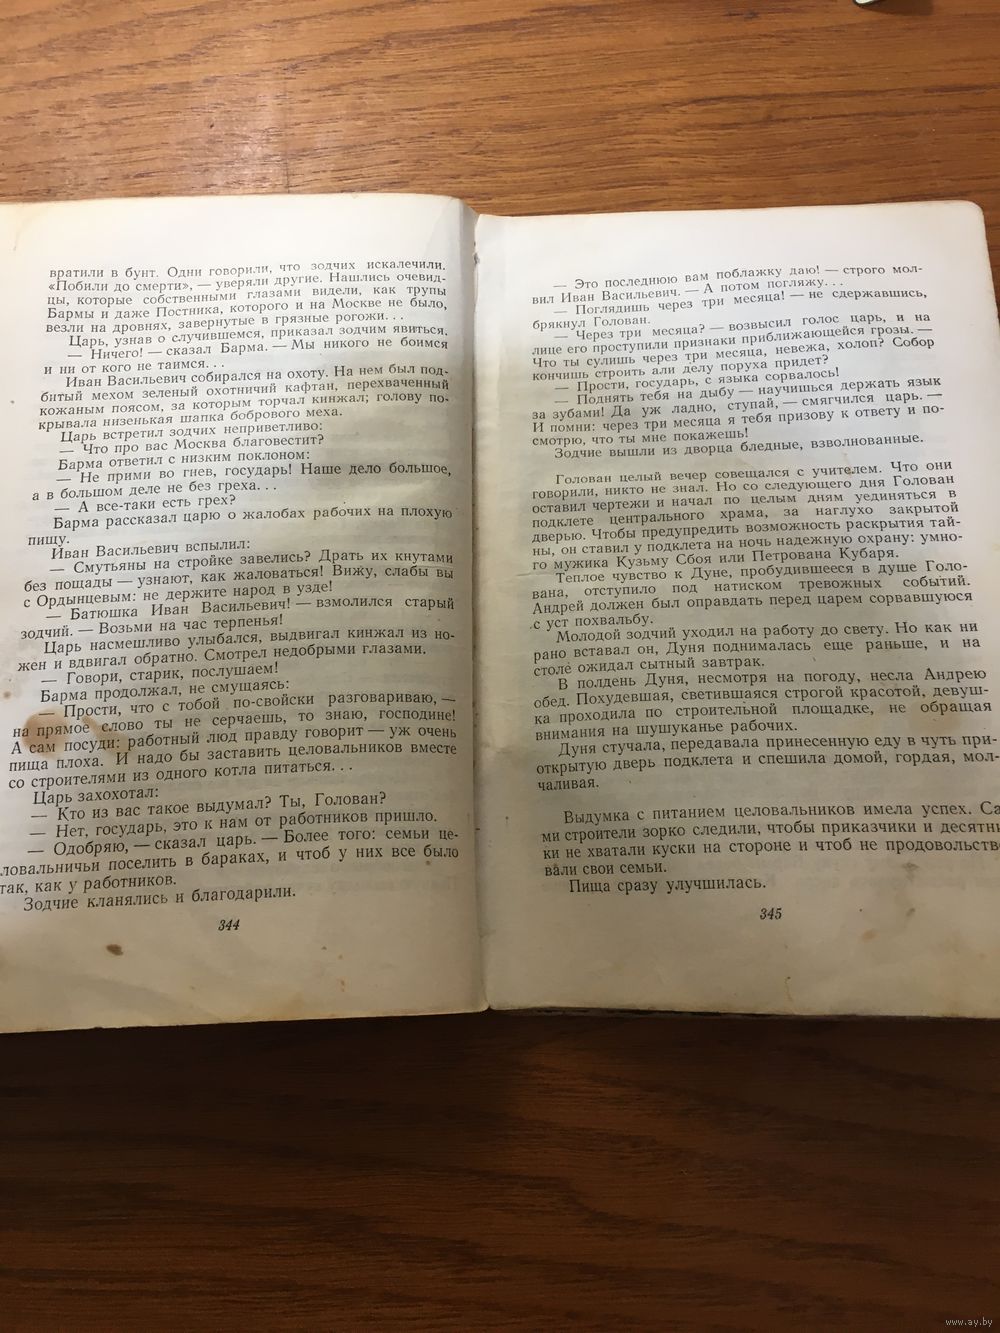 вратили в бунт. Одни говорили, что зодчих искалечили.
«Побили до смерти», — уверяли другие. Нашлись очевид-
цы, которые собственными глазами видели, как трупы
Бармы и даже Постника, которого и на Москве не было,
везли на дровнях, завернутые в грязные рогожи...
Царь, узнав о случившемся, приказал зодчим явиться.
— Ничего! — сказал Барма. — Мы никого не боимся
и ни от кого не таимся...
Иван Васильевич собирался на охоту. На нем был под-
битый мехом зеленый охотничий кафтан, перехваченный
кожаным поясом, за которым торчал кинжал; голову по-
крывала низенькая шапка бобрового меха.
Царь встретил зодчих неприветливо:
— Что про вас Москва благовестит?
Барма ответил с низким поклоном:
— Не прими во гнев, государь! Наше дело большое,
а в большом деле не без греха...
— А все-таки есть грех?
Барма рассказал царю о жалобах рабочих на плохую
пищу.
Иван Васильевич вспылил:
— Смутьяны на стройке завелись? Драть их кнутами
без пощады — узнают, как жаловаться! Вижу, слабы вы
с Ордынцевым: не держите народ в узде!
— Батюшка Иван Васильевич! — взмолился старый
зодчий. — Возьми на час терпенья!
Царь насмешливо улыбался, выдвигал кинжал из но-
жен и вдвигал обратно. Смотрел недобрыми глазами.
— Говори, старик, послушаем!
Барма продолжал, не смущаясь:
— Прости, что с тобой по-свойски разговариваю, —
на прямое слово ты не серчаешь, то знаю, господине!
А сам посуди: работный люд правду говорит — уж очень
пища плоха. И надо бы заставить целовальников вместе
со строителями из одного котла питаться...
Царь захохотал:
— Кто из вас такое выдумал? Ты, Голован?
— Нет, государь, это к нам от работников пришло.
— Одобряю, — сказал царь. — Более того: семьи це-
ловальничьи поселить в бараках, и чтоб у них все было
так, как у работников.
Зодчие кланялись и благодарили.
344
— Это последнюю вам поблажку даю! — строго мол-
вил Иван Васильевич. — А потом погляжу...
— Поглядишь через три месяца! — не сдержавшись,
брякнул Голован.
— Через три месяца? — возвысил голос царь, и на
лице его проступили признаки приближающейся грозы. —
Что ты сулишь через три месяца, невежа, холоп? Собор
кончишь строить али делу поруха придет?
— Прости, государь, с языка сорвалось!
— Поднять тебя на дыбу — научишься держать язык
за зубами! Да уж ладно, ступай, — смягчился царь. —
И помни: через три месяца я тебя призову к ответу и по-
смотрю, что ты мне покажешь!
Зодчие вышли из дворца бледные, взволнованные.
Голован целый вечер совещался с учителем. Что они
говорили, никто не знал. Но со следующего дня Голован
оставил чертежи и начал по целым дням уединяться в
подклете центрального храма, за наглухо закрытой
дверью. Чтобы предупредить возможность раскрытия тай-
ны, он ставил у подклета на ночь надежную охрану: умно-
го мужика Кузьму Сбоя или Петрована Кубаря.
Теплое чувство к Дуне, пробудившееся в душе Голо-
вана, отступило под натиском тревожных событий.
Андрей должен был оправдать перед царем сорвавшуюся
с уст похвальбу.
Молодой зодчий уходил на работу до свету. Но как ни
рано вставал он, Дуня поднималась еще раньше, и на
столе ожидал сытный завтрак.
В полдень Дуня, несмотря на погоду, несла Андрею
обед. Похудевшая, светившаяся строгой красотой, девуш-
ка проходила по строительной площадке, не обращая
внимания на шушуканье рабочих.
Дуня стучала, передавала принесенную еду в чуть при-
открытую дверь подклета и спешила домой, гордая, мол-
чаливая.
Выдумка с питанием целовальников имела успех. Са
ми строители зорко следили, чтобы приказчики и десятни
ки не хватали куски на стороне и чтоб не продовольств
вали свои семьи.
Пища сразу улучшилась.
345
www.ay.by